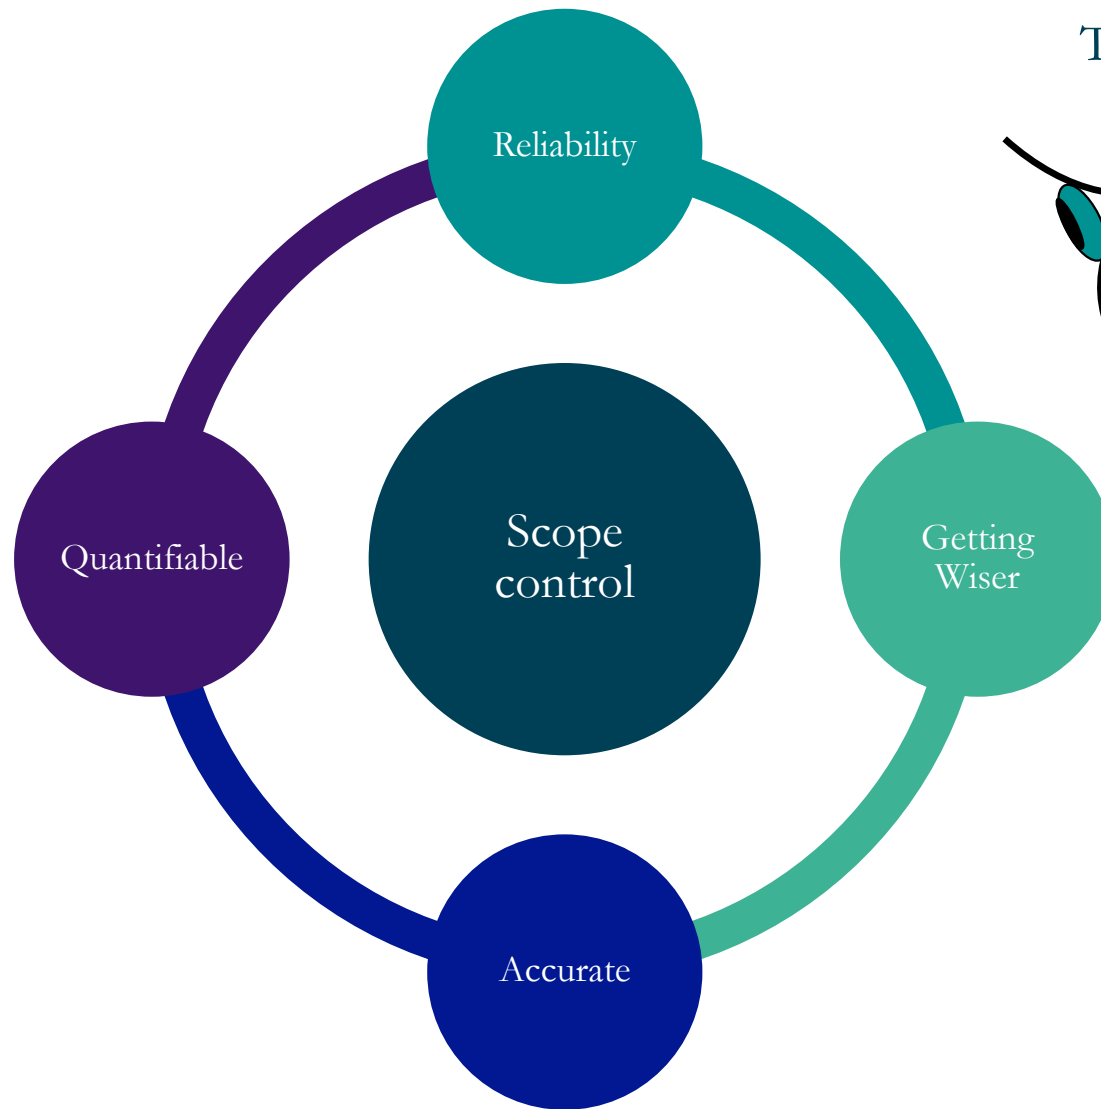 T
Reliability
Quantifiable
Scope
control
Getting
Wiser
Accurate